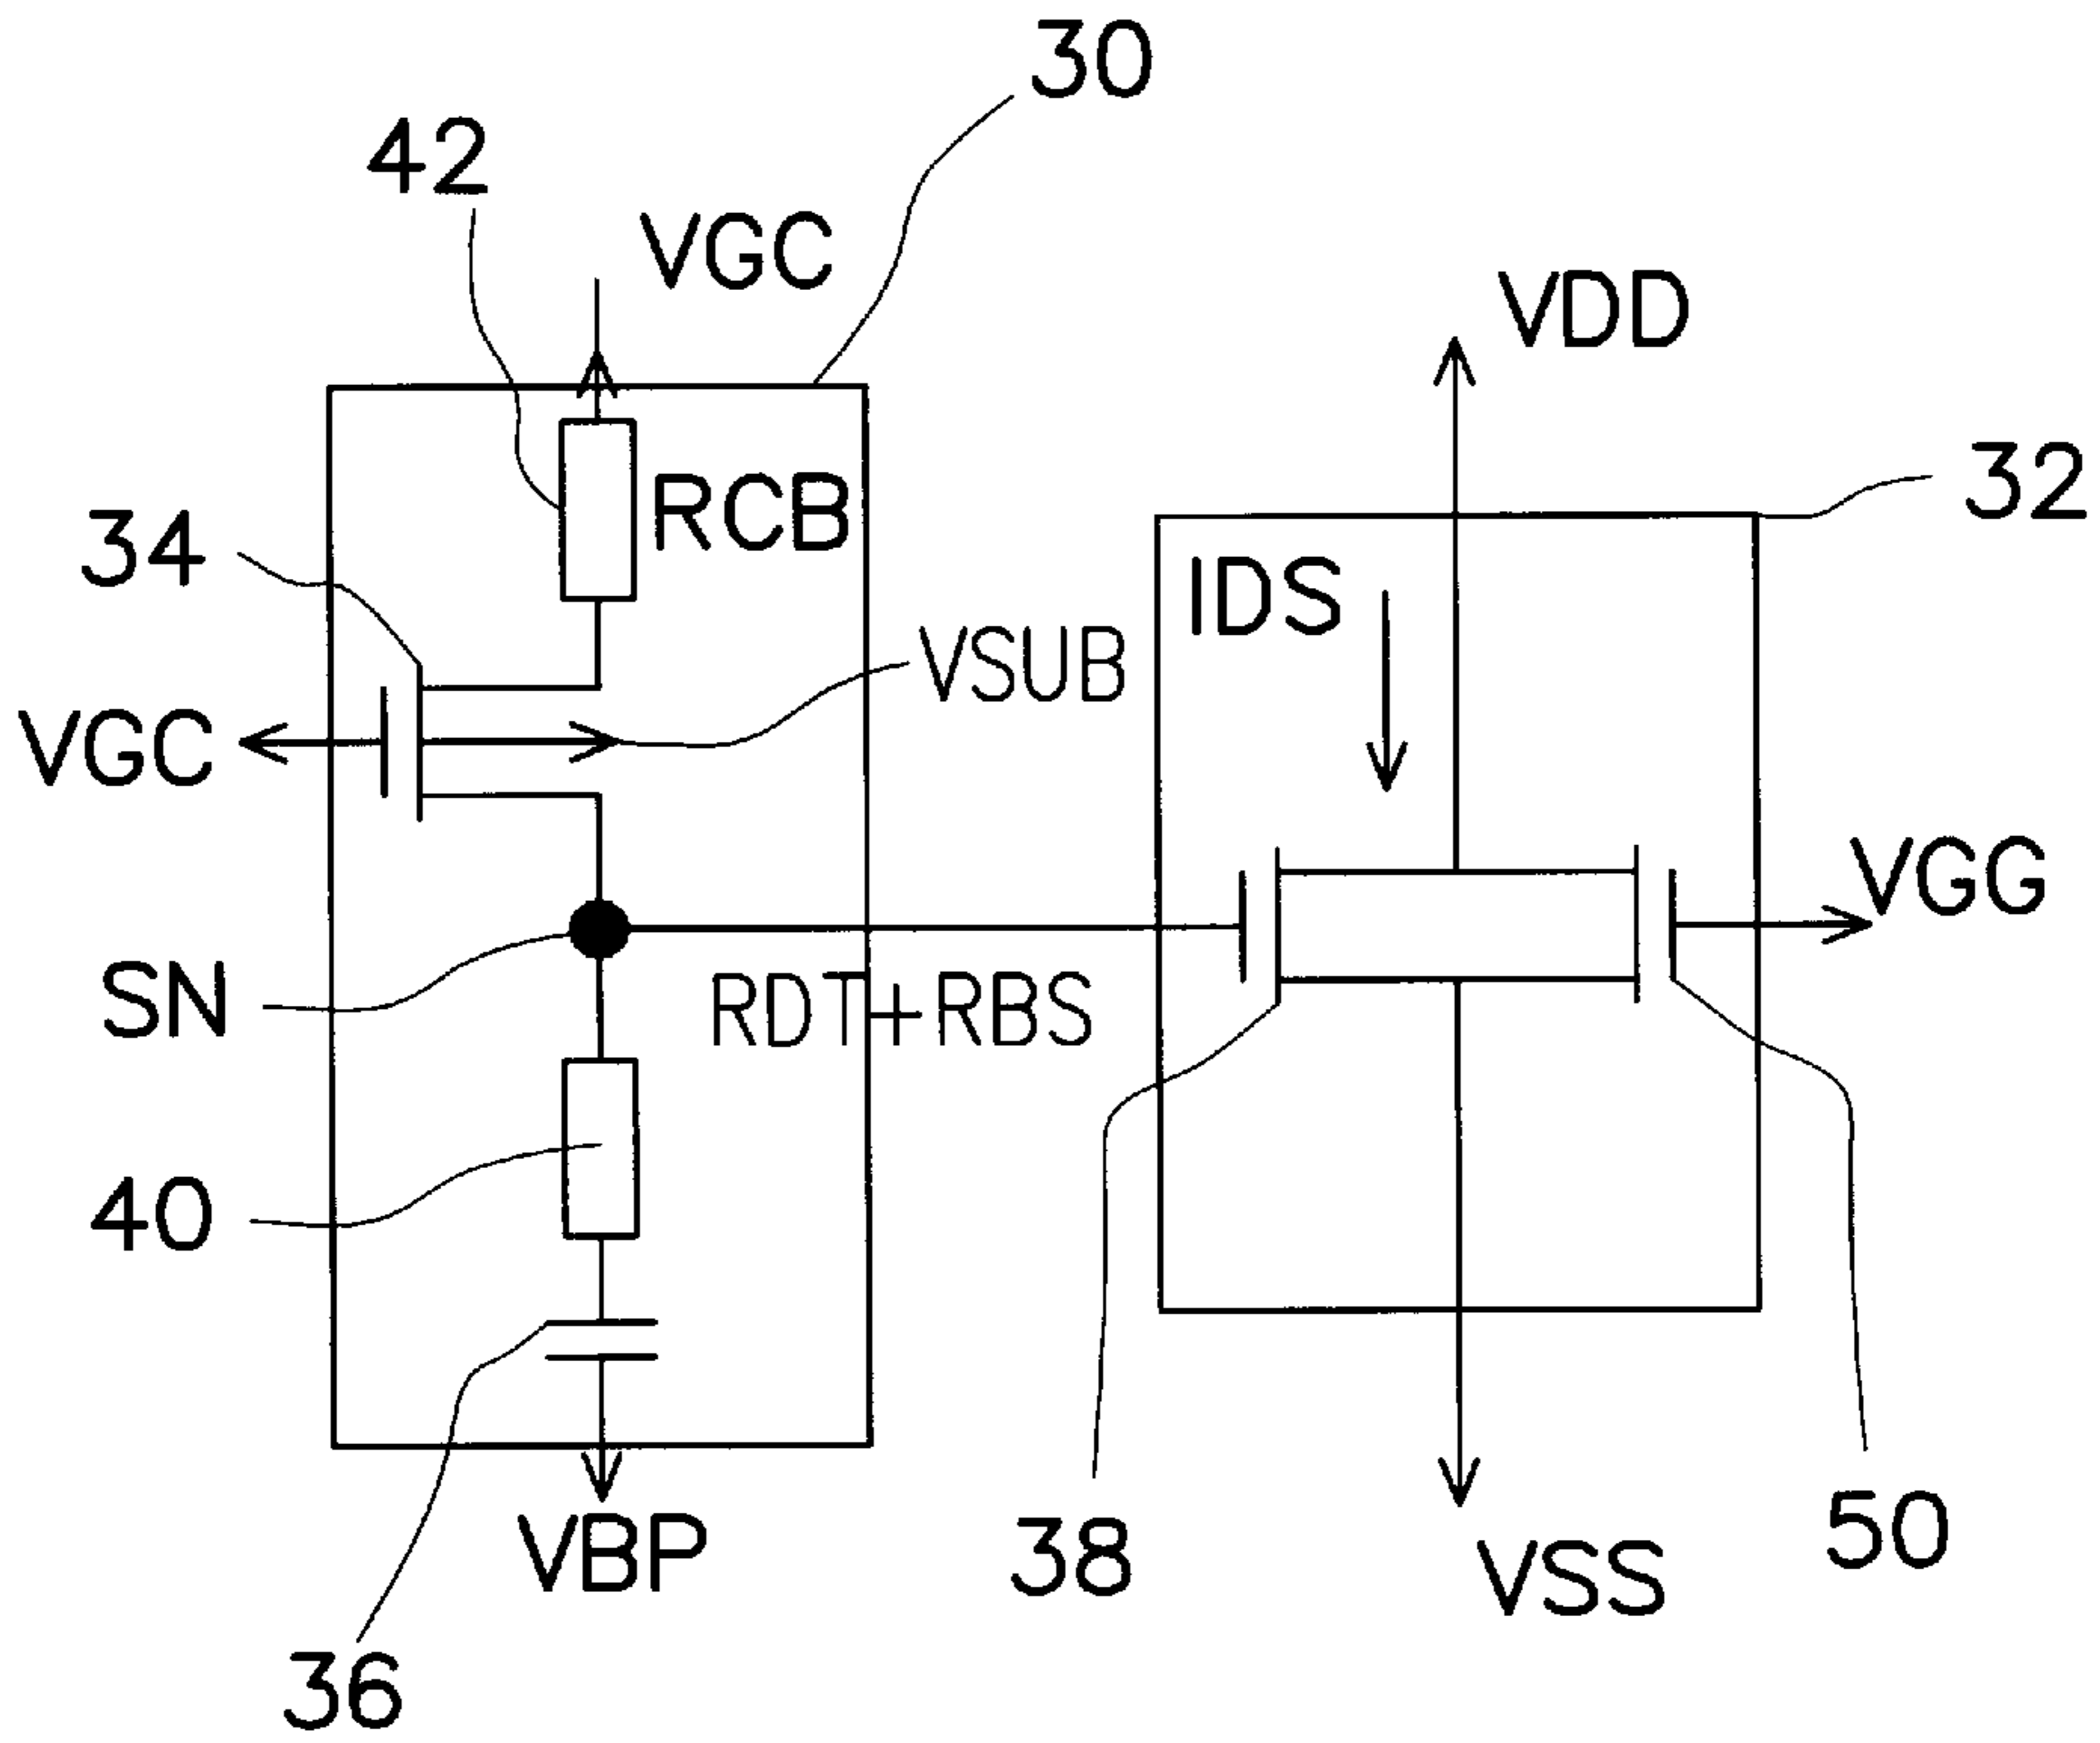 30
42
VGC
VDD
32
RCB
34
IDS
VSUB
VGC
VGG
SN
RDT+RBS
40
50
VBP
38
VSS
36